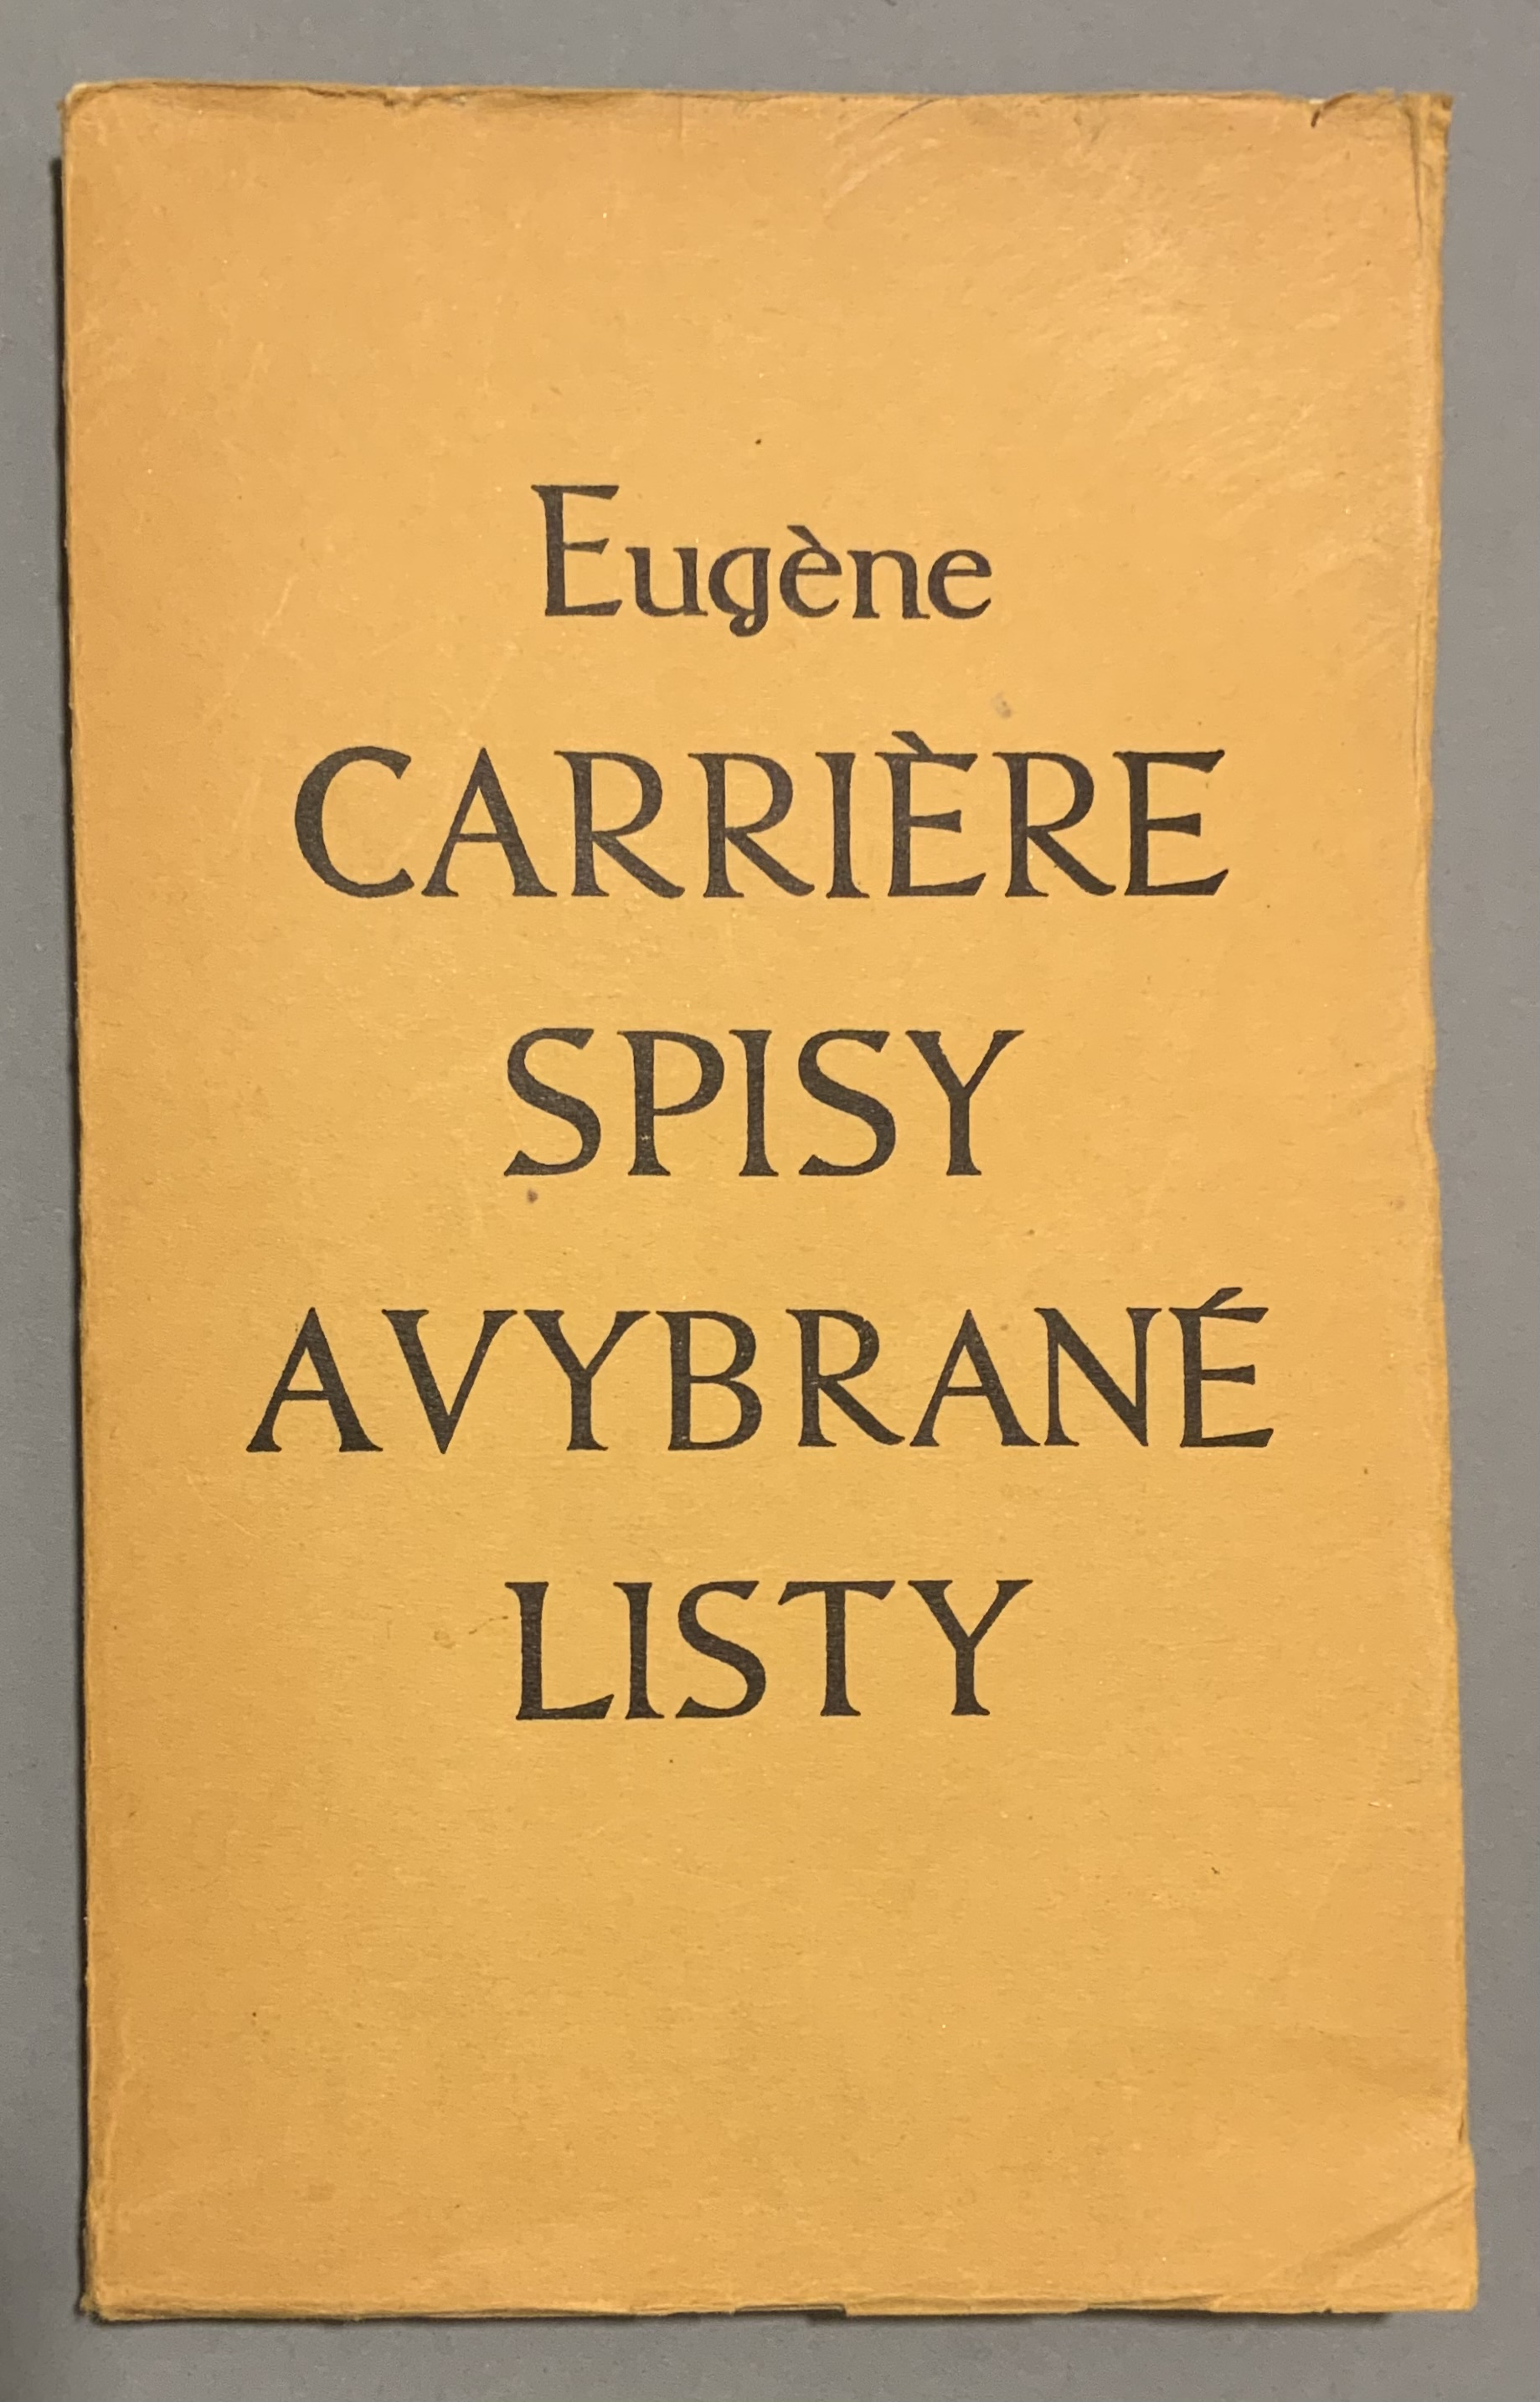 Eugène
CARRIÈRE
SPISY
A VYBRANÉ
LISTY